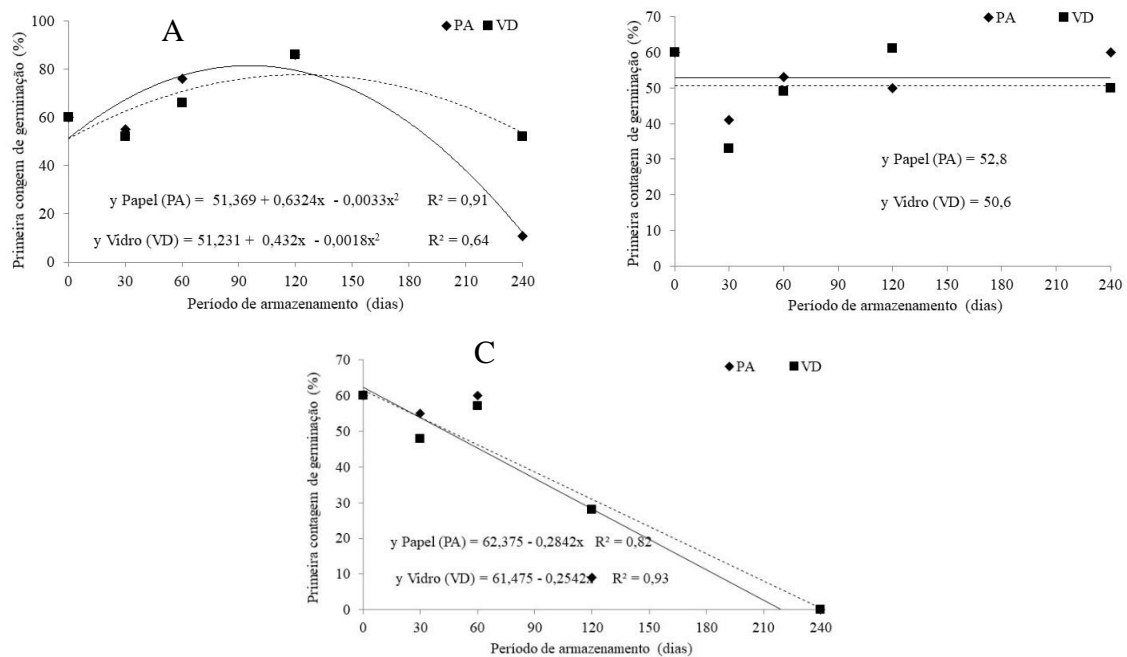 A
PA VD
Primeira congem de germinação (%)
100
80
60
40
20
0
y Papel (PA) = 51,369 + 0,6324x - 0,0033x²   R² = 0,91
y Vidro (VD) = 51,231 + 0,432x - 0,0018x²   R² = 0,64
0 30 60 90 120 150 180 210 240
Período de armazenamento (dias)
PA VD
Primeira contagem de germinação (%)
70
60
50
40
30
20
10
0
y Papel (PA) = 52,8
y Vidro (VD) = 50,6
0 30 60 90 120 150 180 210 240
Período de armazenamento (dias)
C
PA VD
Primeira contagem de germinação (%)
70
60
50
40
30
20
10
0
y Papel (PA) = 62,375 - 0,2842x R² = 0,82
y Vidro (VD) = 61,475 - 0,2542x R² = 0,93
0 30 60 90 120 150 180 210 240
Período de armazenamento (dias)